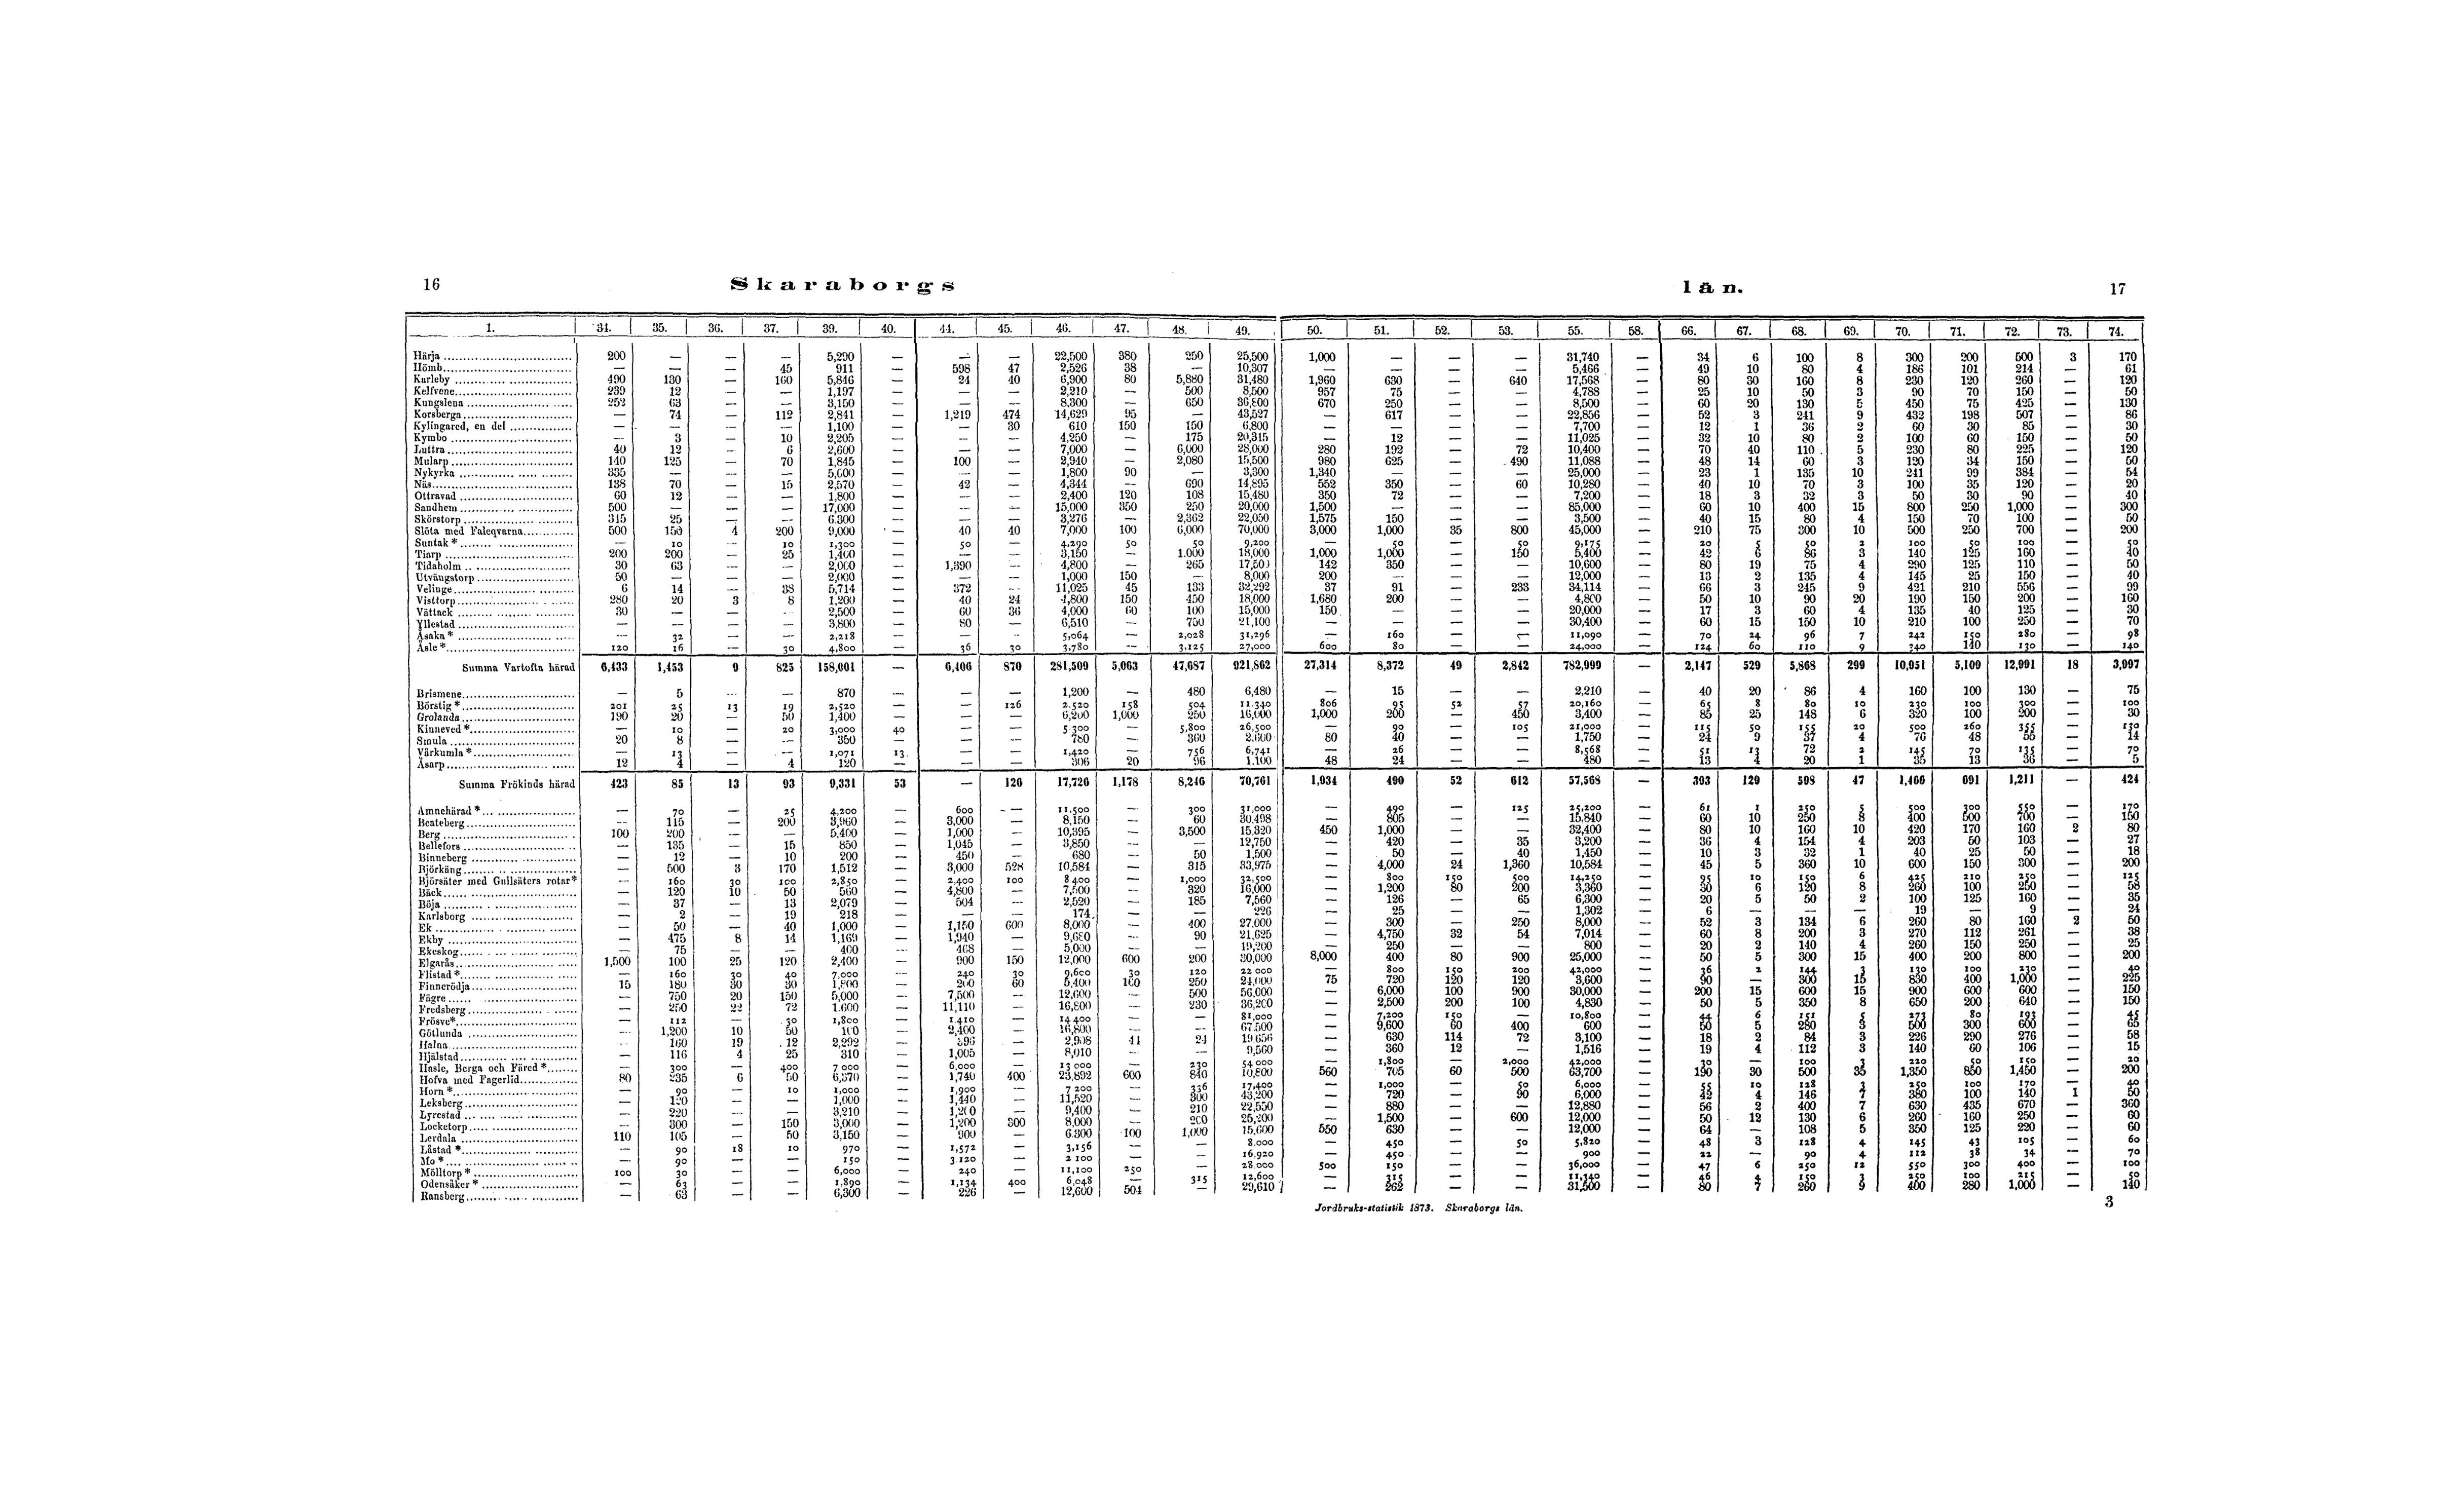 16 Skaraborgs län. 17
1. 34. 35. 36. 37. 39. 40. 44. 45. 46. 47. 48. 49. 50. 51. 52. 53. 55. 58. 66. 67. 68. 69. 70. 71. 72. 73. 74.
Härja 200 — — — 5,290 — — — 22,500 380 250 25,500 1,000 — — — 31,740 — 34 6 100 8 300 200 500 3 170
Hömb — — — 45 911 — 598 47 2,526 38 — 10,307 — — — — 5,466 — 49 10 80 4 186 101 214 — 61
Karleby 490 130 — 160 5,846 — 24 40 6,900 80 5,880 31,480 1,960 630 — 640 17,568 — 80 30 160 8 230 120 260 — 120
Kelfvene 239 12 — — 1,197 — — — 2,210 — 500 8,500 957 75 — — 4,788 — 25 10 50 3 90 70 150 — 50
Kungslena 252 63 — — 3,150 — — — 8,300 — 650 36,800 670 250 — — 8,500 — 60 20 130 5 450 75 425 — 130
Korsberga — 74 — 112 2,841 — 1,219 474 14,629 95 — 43,527 — 617 — — 22,856 — 52 3 241 9 432 198 507 — 86
Kylingared, en del — — — — 1,100 — — 30 610 150 150 6,800 — — — — 7,700 — 12 1 36 2 60 30 85 — 30
Kymbo — 3 — 10 2,205 — — — 4,250 — 175 20,315 — 12 — — 11,025 — 32 10 80 2 100 60 150 — 50
Luttra 40 12 — 6 2,600 — — — 7,000 — 6,000 28,000 280 192 — 72 10,400 — 70 40 110 5 230 80 225 — 120
Mularp 140 125 — 70 1,845 — 100 — 2,940 — 2,080 15,500 980 625 — 490 11,088 — 48 14 60 3 120 34 150 — 50
Nykyrka 335 — — — 5,000 — — — 1,800 90 — 3,300 1,340 — — — 25,000 — 23 1 135 10 241 99 384 — 54
Näs 138 70 — 15 2,570 — 42 — 4,344 — 690 14,895 552 350 — 60 10,280 — 40 10 70 3 100 35 120 — 20
Ottravad 60 12 — — 1,800 — — — 2,400 120 108 15,480 350 72 — — 7,200 — 18 3 32 3 50 30 90 — 40
Sandhem 500 — — — 17,000 — — — 15,000 350 250 20,000 1,500 — — — 85,000 — 60 10 400 15 800 250 1,000 — 300
Skörstorp 315 25 — — 6.300 — — — 3,276 — 2,362 22,050 1,575 150 — — 3,500 — 40 15 80 4 150 70 100 — 50
Slöta med Faleqvarna 500 150 4 200 9,000 — 40 40 7,000 100 6,000 70,000 3,000 1,000 35 800 45,000 — 210 75 300 10 500 250 700 — 200
Suntak * — 10 — 10 1,300 — 50 — 4,290 50 50 9,200 — 50 — 50 9,175 — 20 5 50 2 100 50 100 — 50
Tiarp 200 200 — 25 1,400 — — — 3,150 — 1.000 18,000 1,000 1,000 — 150 5,400 — 42 6 86 3 140 125 160 — 40
Tidaholm 30 63 — — 2,000 — 1,390 — 4,800 — 265 17,500 142 350 — — 10,600 — 80 19 75 4 290 125 110 — 50
Utvängstorp 50 — — — 2,000 — — — 1,000 150 — 8,000 200 — — — 12,000 — 13 2 135 4 145 25 150 — 40
Velinge 6 14 — 38 5,714 — 372 — 11,025 45 133 32,292 37 91 — 233 34,114 — 66 3 245 9 421 210 556 — 99
Visttorp 280 20 3 8 1,200 — 40 24 4,800 150 450 18,000 1,680 200 — — 4,800 — 50 10 90 20 190 150 200 — 160
Vättack 30 — — — 2,500 — 60 36 4,000 60 100 15,000 150 — — — 20,000 — 17 3 60 4 135 40 125 — 30
Yllestad — — — — 3,800 — 80 — 6,510 — 750 21,100 — — — — 30,400 — 60 15 150 10 210 100 250 — 70
Åsaka * — 32 — — 2,218 — — — 5,064 — 2,028 31,296 — 160 — — 11,090 — 70 24 96 7 242 150 280 — 98
Åsle * 120 16 — 30 4,800 — 36 30 3,780 — 3,125 27,000 600 80 — — 24,000 — 124 60 110 9 240 140 130 — 140
Summa Vartofta härad 6,433 1,453 9 825 158,001 — 6,406 870 281,509 5,063 47,687 921,862 27,314 8,372 49 2,842 782,999 — 2,147 529 5,868 299 10,051 5,109 12,091 18 3,997
Brismene — 5 — — 870 — — — 1,200 — 480 6,480 — 15 — — 2,210 — 40 20 86 4 160 100 130 — 75
Börstig * 201 25 13 19 2,520 — — 126 2,520 158 504 11,340 806 95 52 57 20,160 — 65 8 80 10 230 100 300 — 100
Grolanda 190 20 — 50 1,400 — — — 6,200 1,000 250 16,000 1,000 200 — 450 3,400 — 85 25 148 6 320 100 200 — 30
Kinneved * — 10 — 20 3,000 40 — — 5 300 — 5,800 26,500 — 90 — 105 21,000 — 115 50 155 20 500 260 355 — 150
Smula 20 8 — — 350 — — — 780 — 360 2,600 80 40 — — 1,750 — 24 9 37 4 76 48 55 — 14
Vårkumla * — 13 — — 1,071 13 — — 1,420 — 756 6,741 — 26 — — 8,568 — 51 13 72 2 145 70 135 — 70
Åsarp 12 4 — 4 120 — — — 306 20 96 1.100 48 24 — — 480 — 13 4 20 1 35 13 36 — 5
Summa Frökinds härad 423 85 13 93 9,331 53 — 126 17,726 1,178 8,246 70,761 1,934 490 52 612 57,568 — 393 129 598 47 1,466 691 1,211 — 424
Amnehärad * — 70 — 25 4,200 — 600 — 11,500 — 300 31,000 — 490 — 125 25,200 — 61 1 250 5 500 300 550 — 170
Beateberg — 115 — 200 3,960 — 3,000 — 8,150 — 60 30,498 — 805 — — 15,840 — 60 10 250 8 400 500 700 — 150
Berg 100 200 — — 5,400 — 1,000 — 10,395 — 3,500 15,320 450 1,000 — — 32,400 — 80 10 160 10 420 170 160 2 80
Bellefors — 135 — 15 850 — 1,045 — 3,850 — — 12,750 — 420 — 35 3,200 — 36 4 154 4 203 50 103 — 27
Binneberg — 12 — 10 200 — 450 — 680 — 50 1,500 — 50 — 40 1,450 — 10 3 32 1 40 25 50 — 18
Björkäng — 500 3 170 1,512 — 3,000 528 10,584 — 315 33,975 — 4,000 24 1,360 10,584 — 45 5 360 10 600 150 300 — 200
Björsäter med Gullsäters rotar* — 160 30 100 2,850 — 2,400 100 8 400 — 1,000 32,500 — 800 150 500 14,250 — 95 10 150 6 425 210 250 — 125
Bäck — 120 10 50 560 — 4,800 — 7,500 — 320 16,000 — 1,200 80 200 3,360 — 30 6 120 8 260 100 250 — 58
Böja — 37 — 13 2,079 — 504 — 2,520 — 185 7,560 — 126 — 65 6,300 — 20 5 50 2 100 125 160 — 35
Karlsborg — 2 — 19 218 — — — 174 — — 226 — 25 — — 1,302 — 6 — — — 19 — 9 — 24
Ek — 50 — 40 1,000 — 1,150 600 8,000 — 400 27,000 — 300 — 250 8,000 — 52 3 134 6 260 80 160 2 50
Ekby — 475 8 14 1,169 — 1,940 — 9,680 — 90 21,625 — 4,750 32 54 7,014 — 60 8 200 3 270 112 261 — 38
Ekeskog — 75 — — 400 — 468 — 5,000 — — 19,200 — 250 — — 800 — 20 2 140 4 260 150 250 — 25
Elgarås 1,500 100 25 120 2,400 — 900 150 12,000 600 200 30,000 8,000 400 80 900 25,000 — 50 5 300 15 400 200 800 — 200
Flistad * — 160 30 40 7,000 — 240 30 9,600 30 120 22 000 — 800 150 200 42,000 — 36 2 144 3 130 100 230 — 40
Finnerödja 15 180 30 30 1,800 — 200 60 5,400 160 250 24,000 75 720 120 120 3,600 — 90 — 300 15 830 400 1,000 — 225
Fägre — 750 20 150 5,000 — 7,500 — 12,600 — 500 56,000 — 6,000 100 900 30,000 — 200 15 600 15 900 600 600 — 150
Fredsberg — 250 22 72 1.600 — 11,110 — 16,800 — 230 36,200 — 2,500 200 100 4,830 — 50 5 350 8 650 200 640 — 150
Frösve* — 112 — 30 1,800 — 1 410 — 14 400 — — 81,000 — 7,200 150 — 10,800 — 44 6 151 5 273 80 193 — 45
Götlunda — 1,200 10 50 100 — 2,400 — 16,800 — — 67.500 — 9,600 60 400 600 — 50 5 280 3 500 300 600 — 65
Halna — 160 19 12 2,292 — 396 — 2,908 41 24 19,656 — 630 114 72 3,100 — 18 2 84 3 226 290 276 — 58
Hjälstad — 116 4 25 310 — 1,005 — 8,010 — — 9,560 — 360 12 — 1,516 — 19 4 112 3 140 60 106 — 15
Hasle, Berga och Färed * — 300 — 400 7 000 — 6,000 — 13 000 — 230 54,000 — 1,800 — 2,000 42,000 — 30 — 100 3 220 50 150 — 20
Hofva med Fagerlid 80 235 6 50 6,370 — 1,740 400 23,892 600 840 10,800 560 705 60 500 63,700 — 190 30 500 35 1,350 850 1,450 — 200
Horn * — 90 — 10 1,000 — 1,900 — 7 200 — 336 17,400 — 1,000 — 50 6,000 — 55 10 128 3 250 100 170 — 40
Leksberg — 120 — — 1,000 — 1,440 — 11,520 — 300 43,200 — 720 — 90 6,000 — 42 4 146 7 380 100 140 1 50
Lyrestad — 220 — — 3,210 — 1,200 — 9,400 — 210 22,550 — 880 — — 12,880 — 56 2 400 7 630 435 670 — 360
Locketorp — 300 — 150 3,000 — 1,200 300 8,000 — 200 25,200 — 1,500 — 600 12,000 — 50 12 130 6 260 160 250 — 60
Lerdala 110 105 — 50 3,150 — 900 — 6.300 100 1,000 15,600 550 630 — — 12,000 — 64 — 108 5 350 125 220 — 60
Låstad * — 90 18 10 970 — 1,572 — 3,156 — — 8.000 — 450 — 50 5,820 — 48 3 128 4 145 43 105 — 60
Mo * — 90 — — 150 — 3 120 — 2 100 — — 16,920 — 450 — — 900 — 22 — 90 4 112 38 34 — 70
Mölltorp * 100 30 — — 6,000 — 240 — 11,100 250 — 28 000 500 150 — — 36,000 — 47 6 250 12 550 300 400 — 100
Odensåker * — 63 — — 1,890 — 1,134 400 6,048 — 315 12,600 — 315 — — 11,340 — 46 4 150 3 250 100 215 — 50
Ransberg — 63 — — 6,300 — 226 — 12,600 504 — 29,610 — 262 — — 31,500 — 80 7 260 9 400 280 1,000 — 140
Jordbruks-statistik 1873. Skaraborgs län. 3